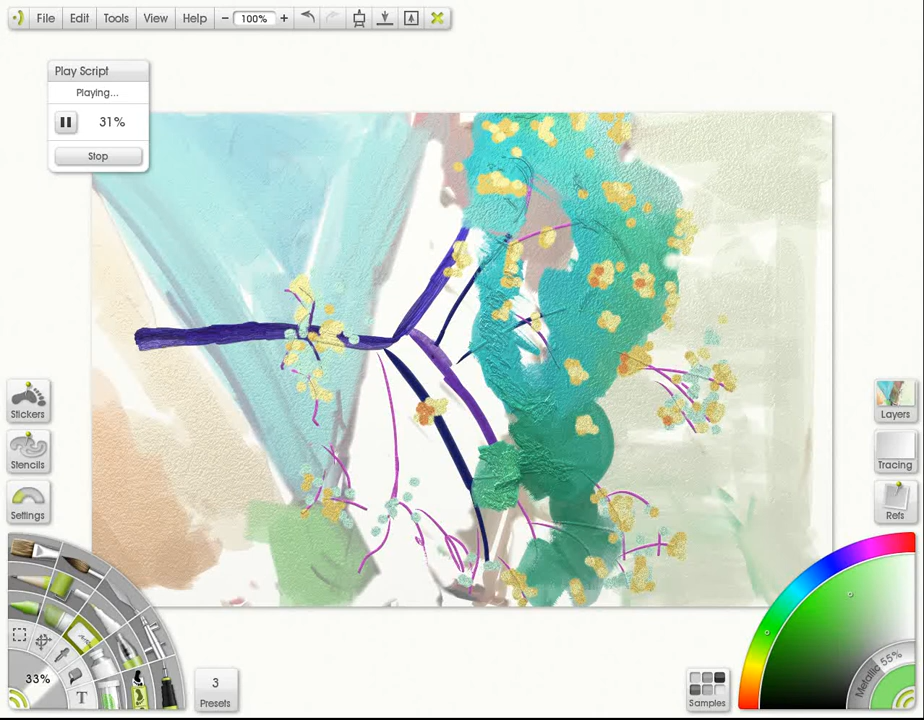 File Edit Tools View Help − 100% +
Play Script
Playing...
31%
Stop
Stickers
Stencils
Settings
Layers
Tracing
Refs
33%
T
3
Presets
Samples
Metallic 55%